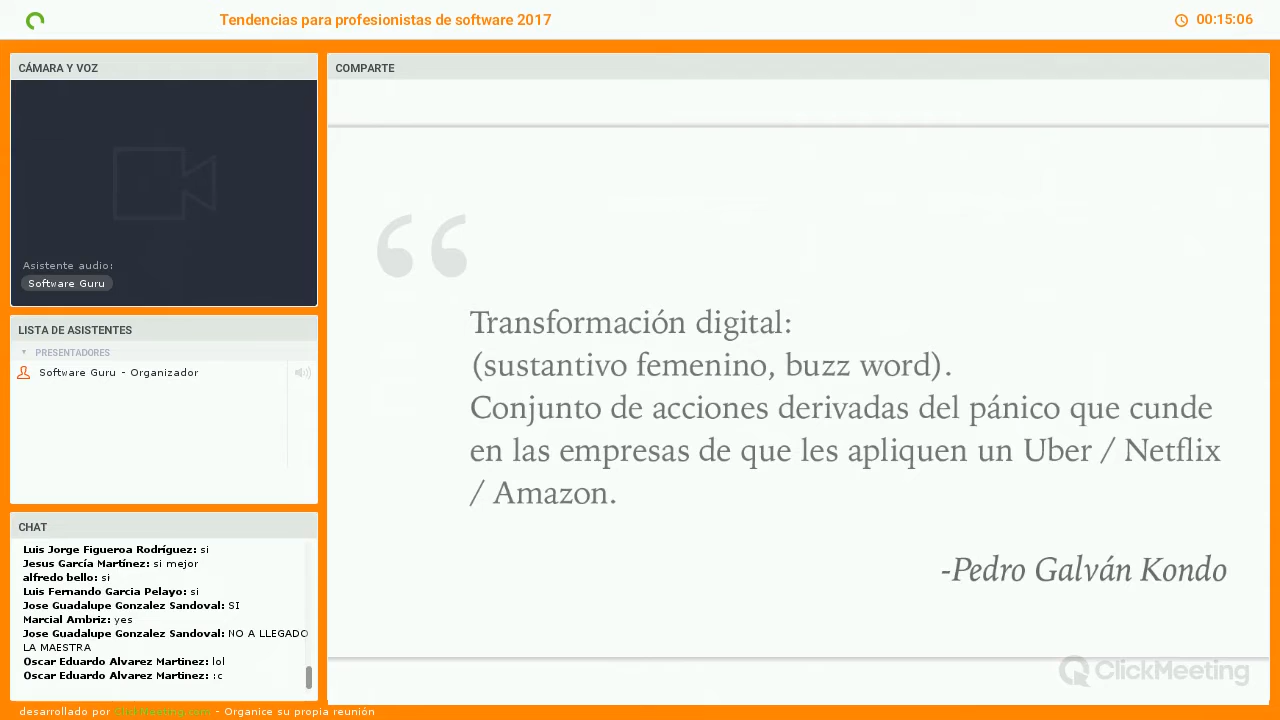 Tendencias para profesionistas de software 2017
00:15:06
CÁMARA Y VOZ
Asistente audio:
Software Guru
LISTA DE ASISTENTES
PRESENTADORES
Software Guru - Organizador
CHAT
Luis Jorge Figueroa Rodríguez: si
Jesus García Martínez: si mejor
alfredo bello: si
Luis Fernando Garcia Pelayo: si
Jose Guadalupe Gonzalez Sandoval: SI
Marcial Ambriz: yes
Jose Guadalupe Gonzalez Sandoval: NO A LLEGADO
LA MAESTRA
Oscar Eduardo Alvarez Martinez: lol
Oscar Eduardo Alvarez Martinez: :c
COMPARTE
“
Transformación digital:
(sustantivo femenino, buzz word).
Conjunto de acciones derivadas del pánico que cunde
en las empresas de que les apliquen un Uber / Netflix
/ Amazon.
-Pedro Galván Kondo
ClickMeeting
desarrollado por ClickMeeting.com - Organice su propia reunión